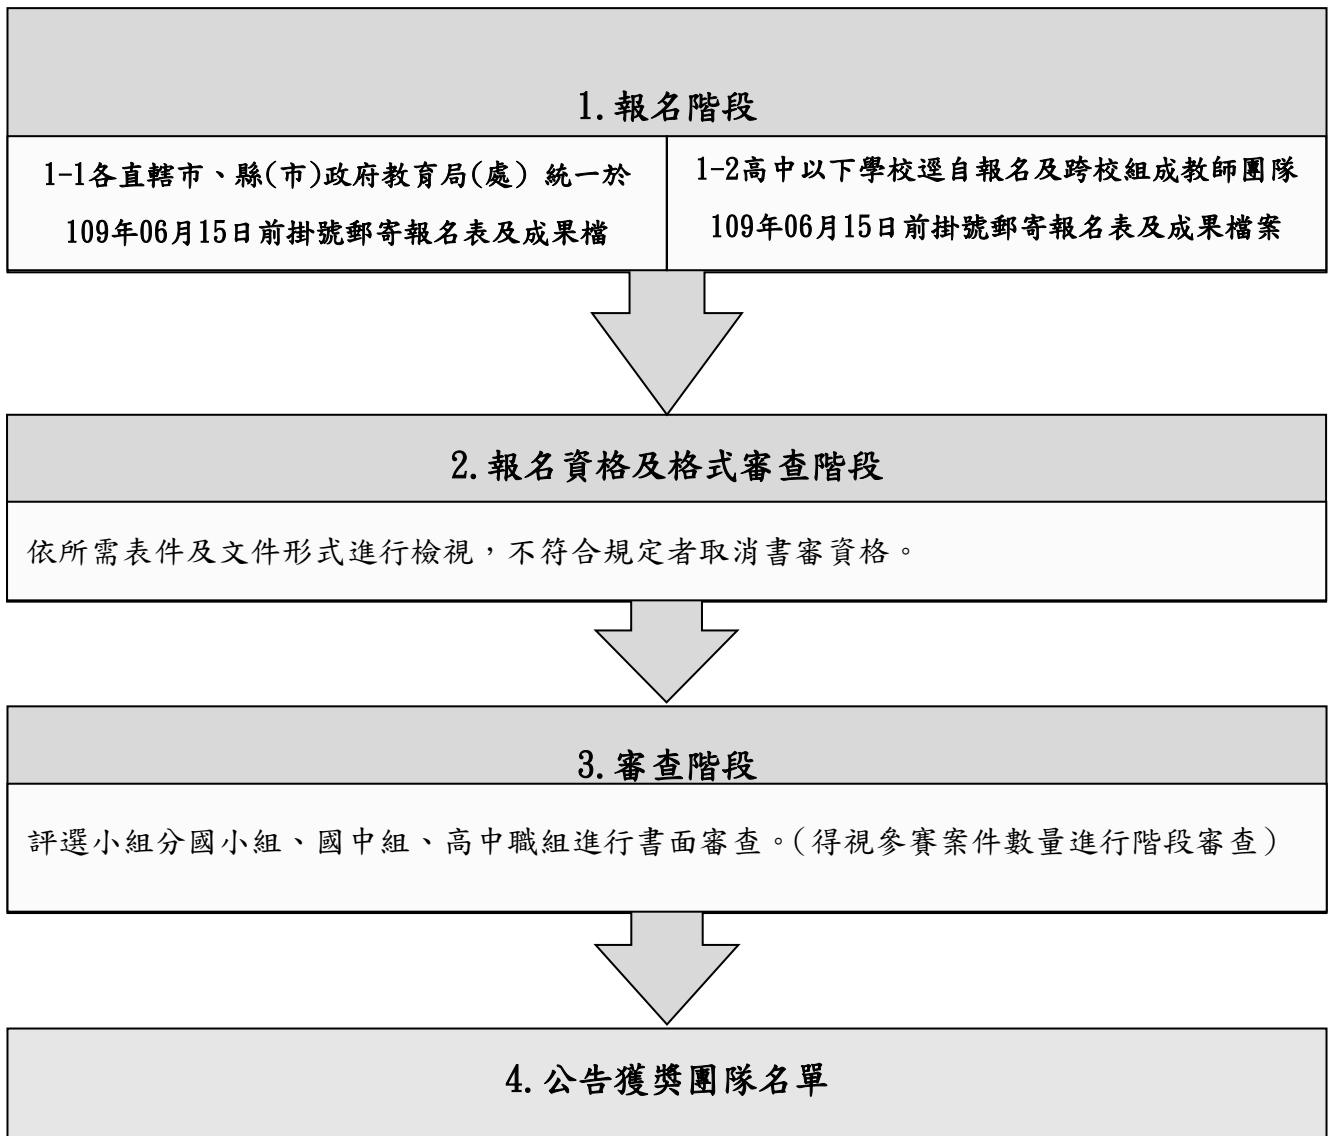 1.報名階段
1-1各直轄市、縣(市)政府教育局(處) 統一於
109年06月15日前掛號郵寄報名表及成果檔
1-2高中以下學校逕自報名及跨校組成教師團隊
109年06月15日前掛號郵寄報名表及成果檔案
2.報名資格及格式審查階段
依所需表件及文件形式進行檢視，不符合規定者取消書審資格。
3.審查階段
評選小組分國小組、國中組、高中職組進行書面審查。(得視參賽案件數量進行階段審查)
4.公告獲獎團隊名單